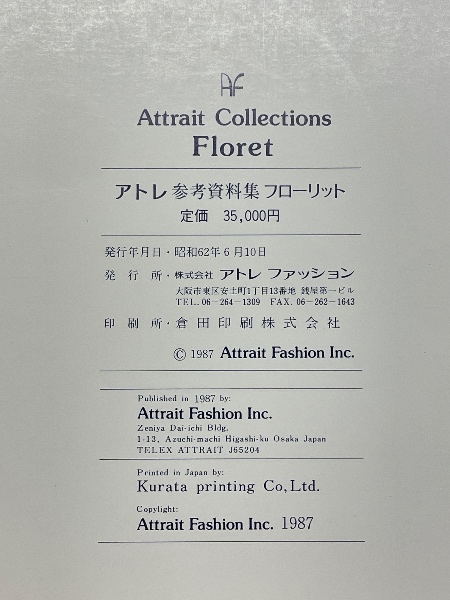 AF
Attrait Collections
Floret
アトレ 参考資料集 フローリット
定価 35,000円
発行年月日・昭和62年6月10日
発行所・株式会社 アトレ ファッション
大阪市東区安土町1丁目13番地 銭屋第一ビル
TEL.06-264-1309 FAX.06-262-1643
印刷所・倉田印刷株式会社
© 1987 Attrait Fashion Inc.
Published in 1987 by:
Attrait Fashion Inc.
Zeniya Dai-ichi Bldg.
1-13, Azuchi-machi Higashi-ku Osaka Japan
TELEX ATTRAIT J65204
Printed in Japan by:
Kurata printing Co,Ltd.
Copyright:
Attrait Fashion Inc. 1987